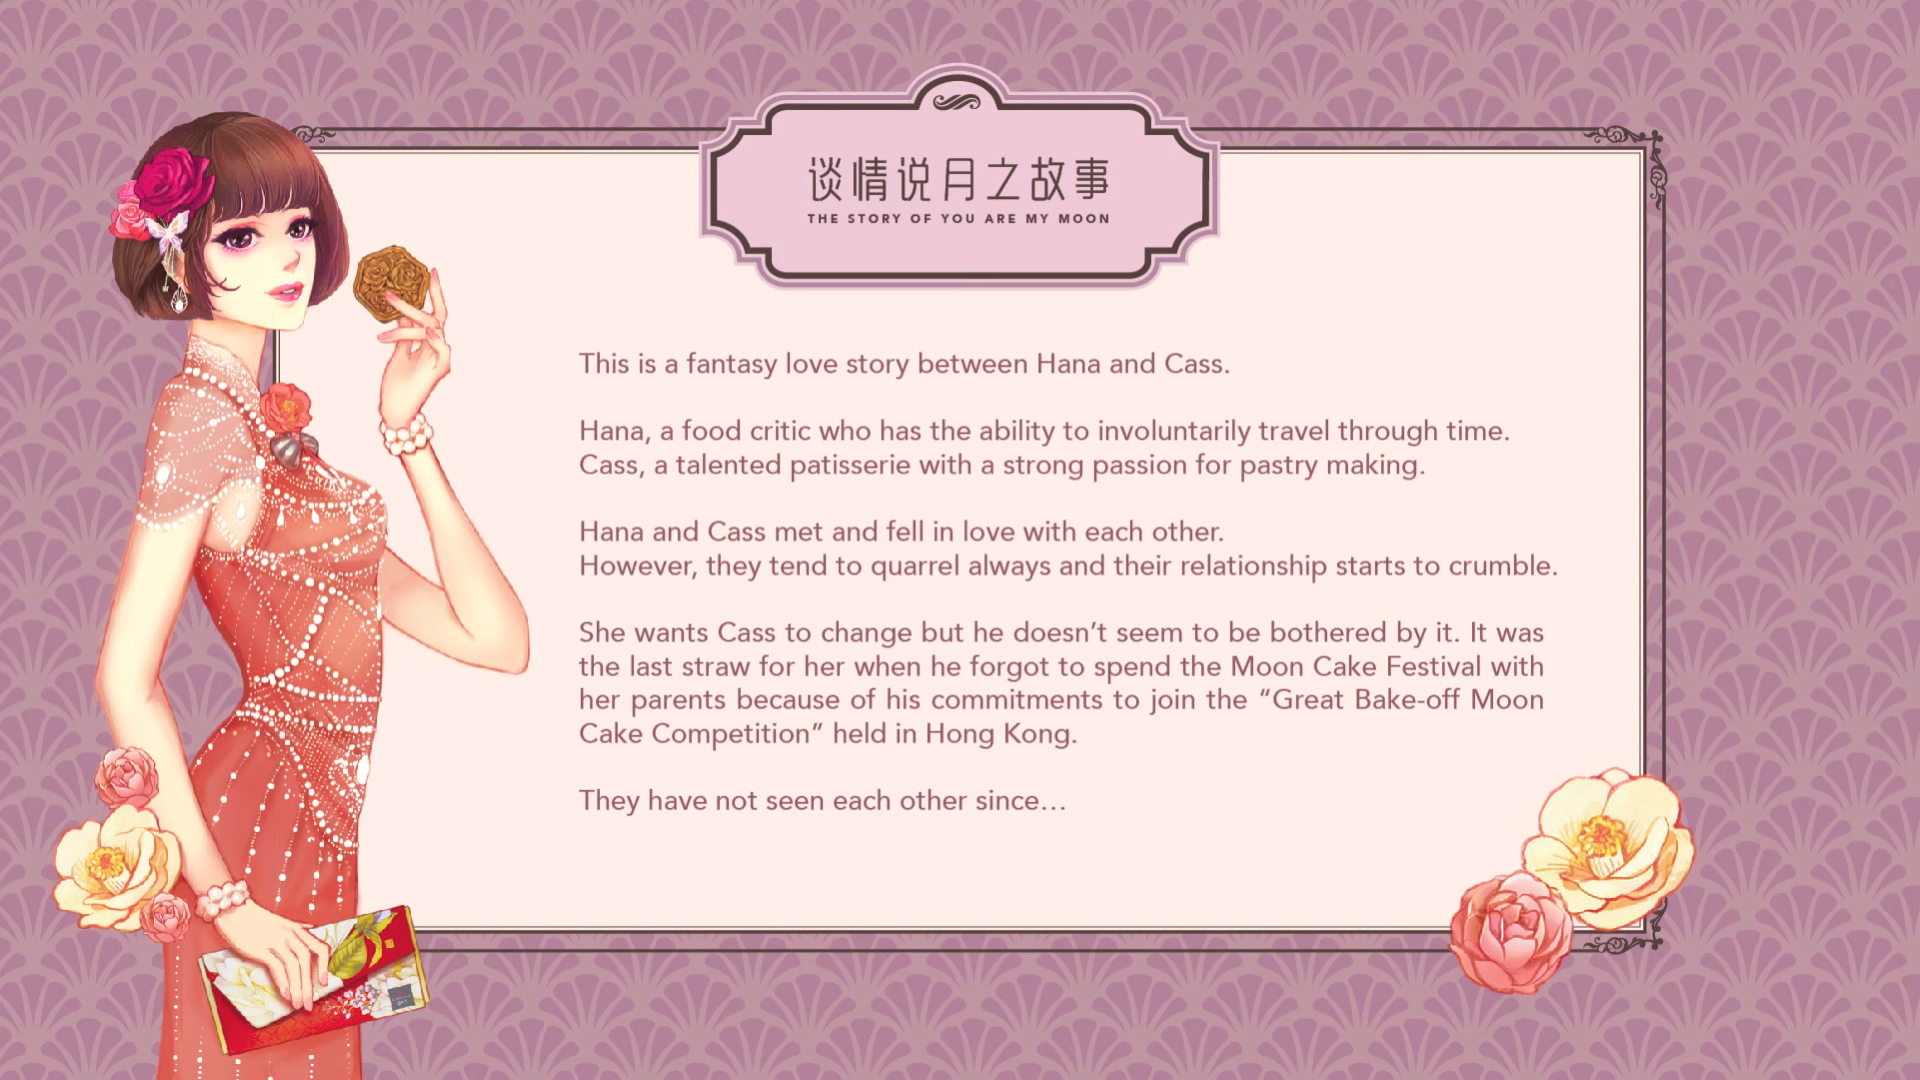 谈情说月之故事
THE STORY OF YOU ARE MY MOON
This is a fantasy love story between Hana and Cass.
Hana, a food critic who has the ability to involuntarily travel through time.
Cass, a talented patisserie with a strong passion for pastry making.
Hana and Cass met and fell in love with each other.
However, they tend to quarrel always and their relationship starts to crumble.
She wants Cass to change but he doesn’t seem to be bothered by it. It was
the last straw for her when he forgot to spend the Moon Cake Festival with
her parents because of his commitments to join the “Great Bake-off Moon
Cake Competition” held in Hong Kong.
They have not seen each other since…